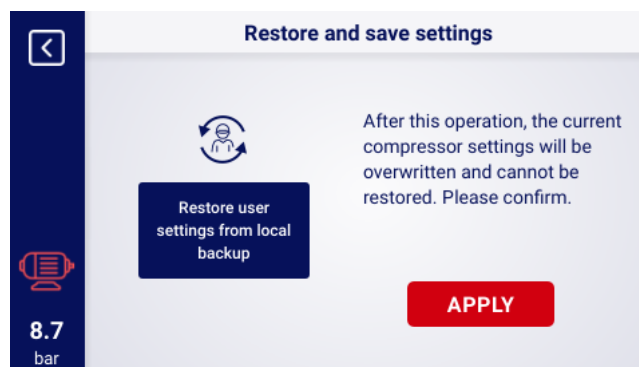 Restore and save settings
After this operation, the current
compressor settings will be
overwritten and cannot be
restored. Please confirm.
Restore user
settings from local
backup
APPLY
8.7
bar